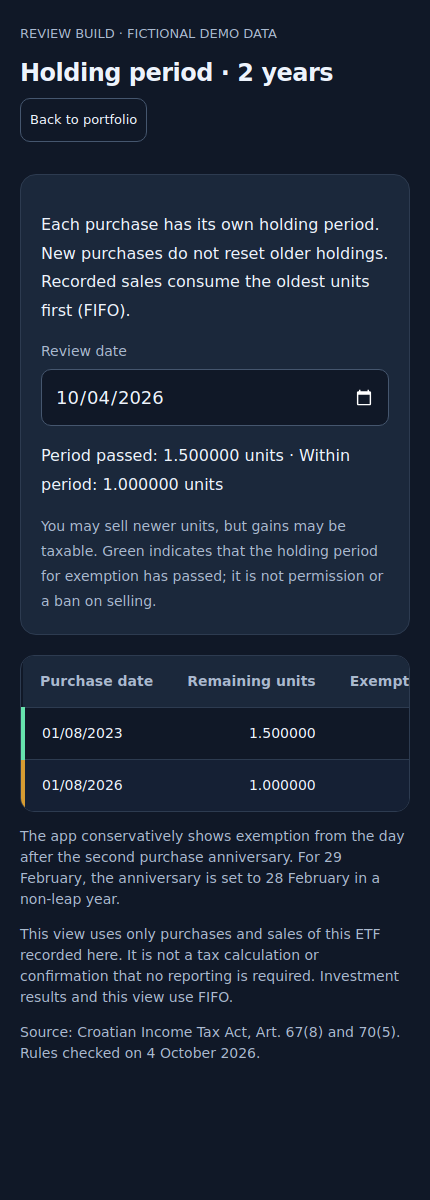 REVIEW BUILD · FICTIONAL DEMO DATA
Holding period · 2 years
Back to portfolio
Each purchase has its own holding period.
New purchases do not reset older holdings.
Recorded sales consume the oldest units
first (FIFO).
Review date
10/04/2026
Period passed: 1.500000 units · Within
period: 1.000000 units
You may sell newer units, but gains may be
taxable. Green indicates that the holding period
for exemption has passed; it is not permission or
a ban on selling.
Purchase date Remaining units Exempt
01/08/2023 1.500000
01/08/2026 1.000000
The app conservatively shows exemption from the day
after the second purchase anniversary. For 29
February, the anniversary is set to 28 February in a
non-leap year.
This view uses only purchases and sales of this ETF
recorded here. It is not a tax calculation or
confirmation that no reporting is required. Investment
results and this view use FIFO.
Source: Croatian Income Tax Act, Art. 67(8) and 70(5).
Rules checked on 4 October 2026.